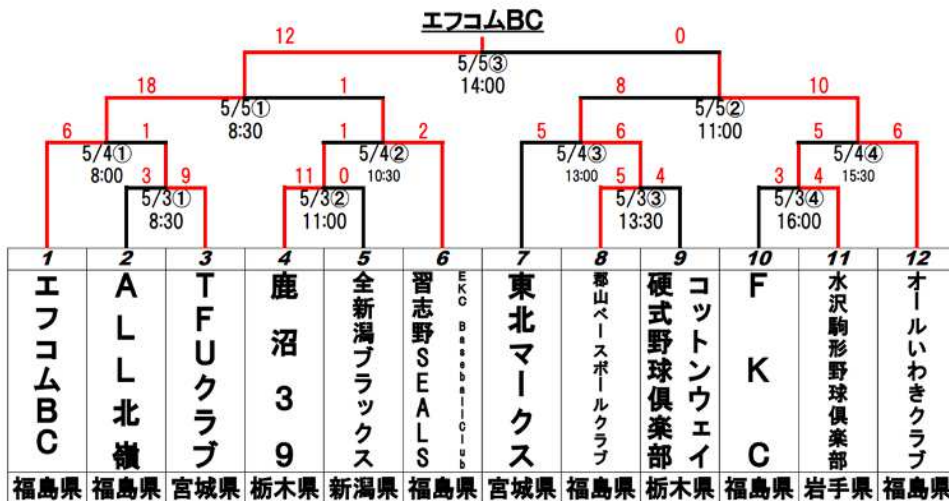 エフコムBC
12 0
5/5③
14:00
18 1 8 10
5/5① 5/5②
8:30 11:00
6 1 1 2 5 6 5 6
5/4① 5/4② 5/4③ 5/4④
8:00 10:30 13:00 15:30
3 9 11 0 5 4 3 4
5/3① 5/3② 5/3③ 5/3④
8:30 11:00 13:30 16:00
1 2 3 4 5 6 7 8 9 10 11 12
エフコムBC
ALL北嶺
TFUクラブ
鹿沼39
全新潟ブラックス
習志野SEALS
EKC BaseballClub
東北マークス
郡山ベースボールクラブ
コットンウェイ
硬式野球倶楽部
FKC
水沢駒形野球倶楽部
オールいわきクラブ
福島県 福島県 宮城県 栃木県 新潟県 福島県 宮城県 福島県 栃木県 福島県 岩手県 福島県